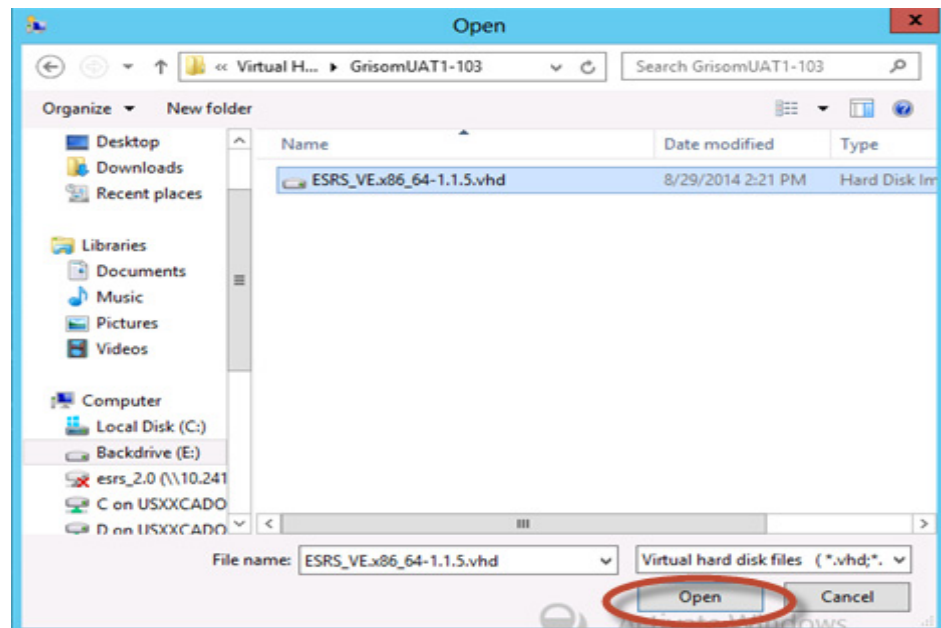 Open
« Virtual H... GrisomUAT1-103
Search GrisomUAT1-103
Organize New folder
Name Date modified Type
ESRS_VE.x86_64-1.1.5.vhd 8/29/2014 2:21 PM Hard Disk Im
Desktop
Downloads
Recent places
Libraries
Documents
Music
Pictures
Videos
Computer
Local Disk (C:)
Backdrive (E:)
esrs_2.0 (\\10.241
C on USXXCADO
D on USXXCADO
File name: ESRS_VE.x86_64-1.1.5.vhd Virtual hard disk files (*.vhd;*.
Open Cancel
Activate Windows